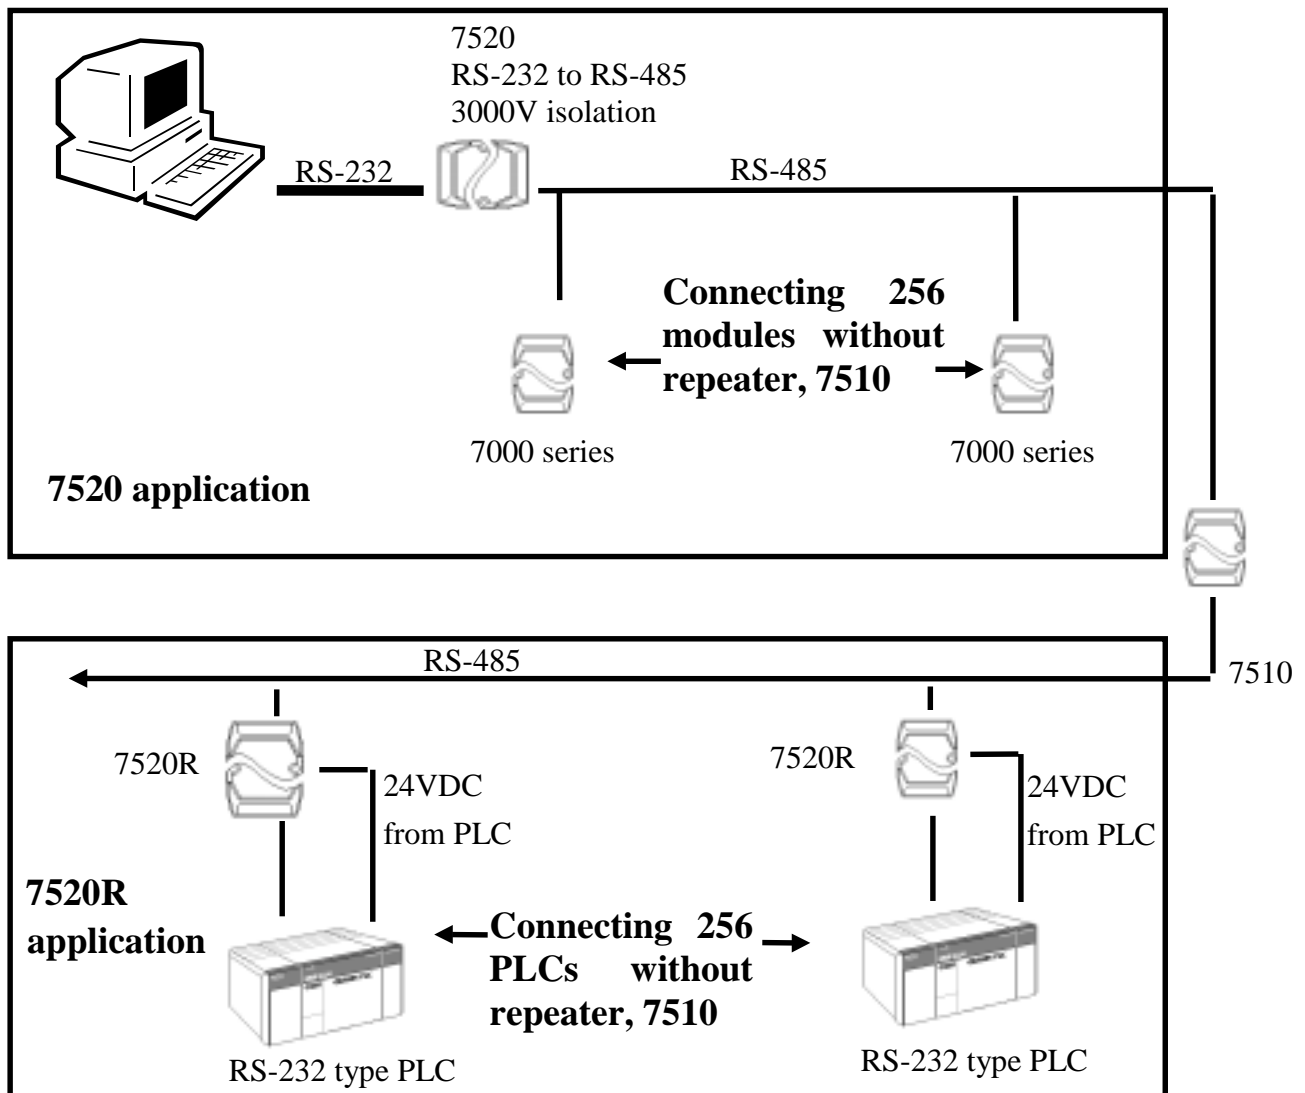 7520
RS-232 to RS-485
3000V isolation
RS-232
RS-485
Connecting 256
modules without
repeater, 7510
7000 series
7000 series
7520 application
7510
RS-485
7520R
24VDC
from PLC
7520R
24VDC
from PLC
7520R
application
Connecting 256
PLCs without
repeater, 7510
RS-232 type PLC
RS-232 type PLC